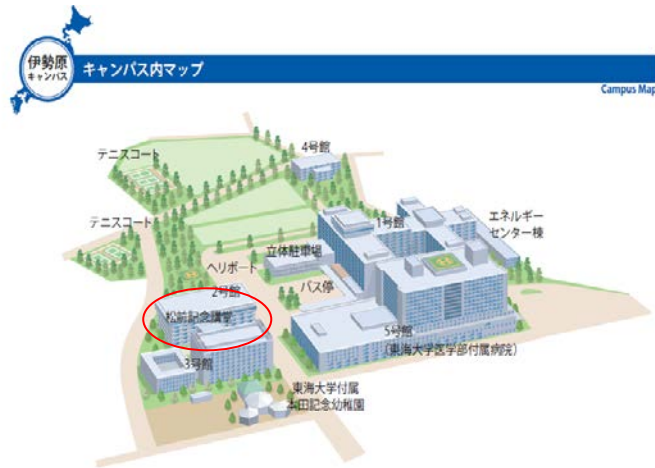 伊勢原
キャンパス
キャンパス内マップ
Campus Map
4号館
テニスコート
1号館
エネルギー
センター棟
テニスコート
立体駐車場
ヘリポート
バス停
2号館
松前記念講堂
5号館
(東海大学医学部付属病院)
3号館
東海大学付属
本田記念幼稚園